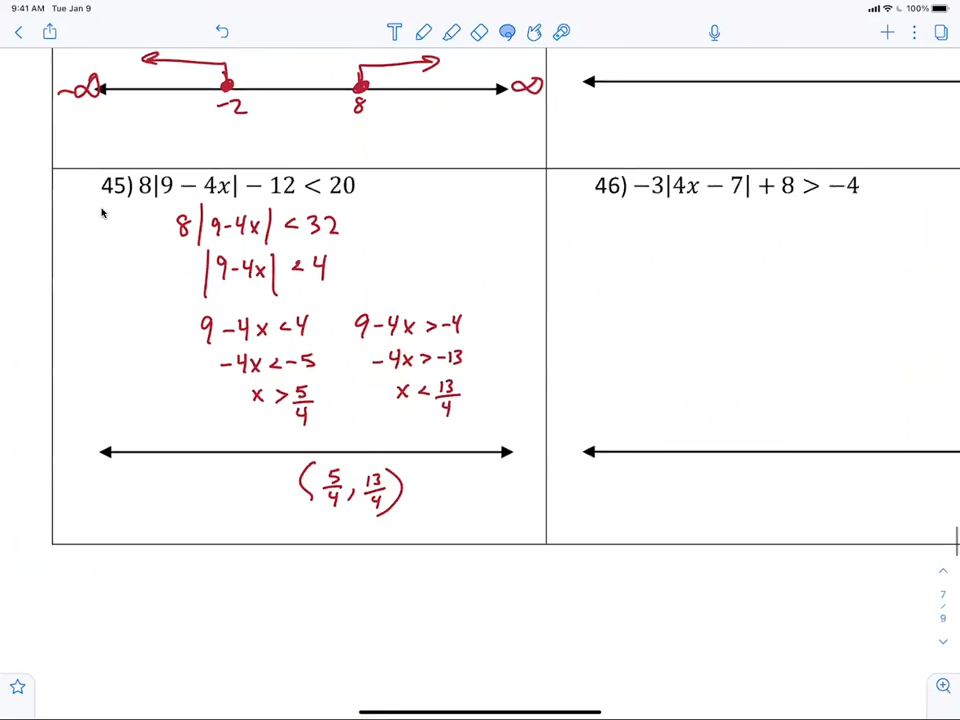 9:41 AM Tue Jan 9
100%
-∞ -2 8 ∞
45) 8|9 − 4x| − 12 < 20
8|9-4x| < 32
|9-4x| < 4
9-4x<4 9-4x>-4
-4x<-5 -4x>-13
x > 5/4 x < 13/4
(5/4, 13/4)
46) −3|4x − 7| + 8 > −4
7
/
9